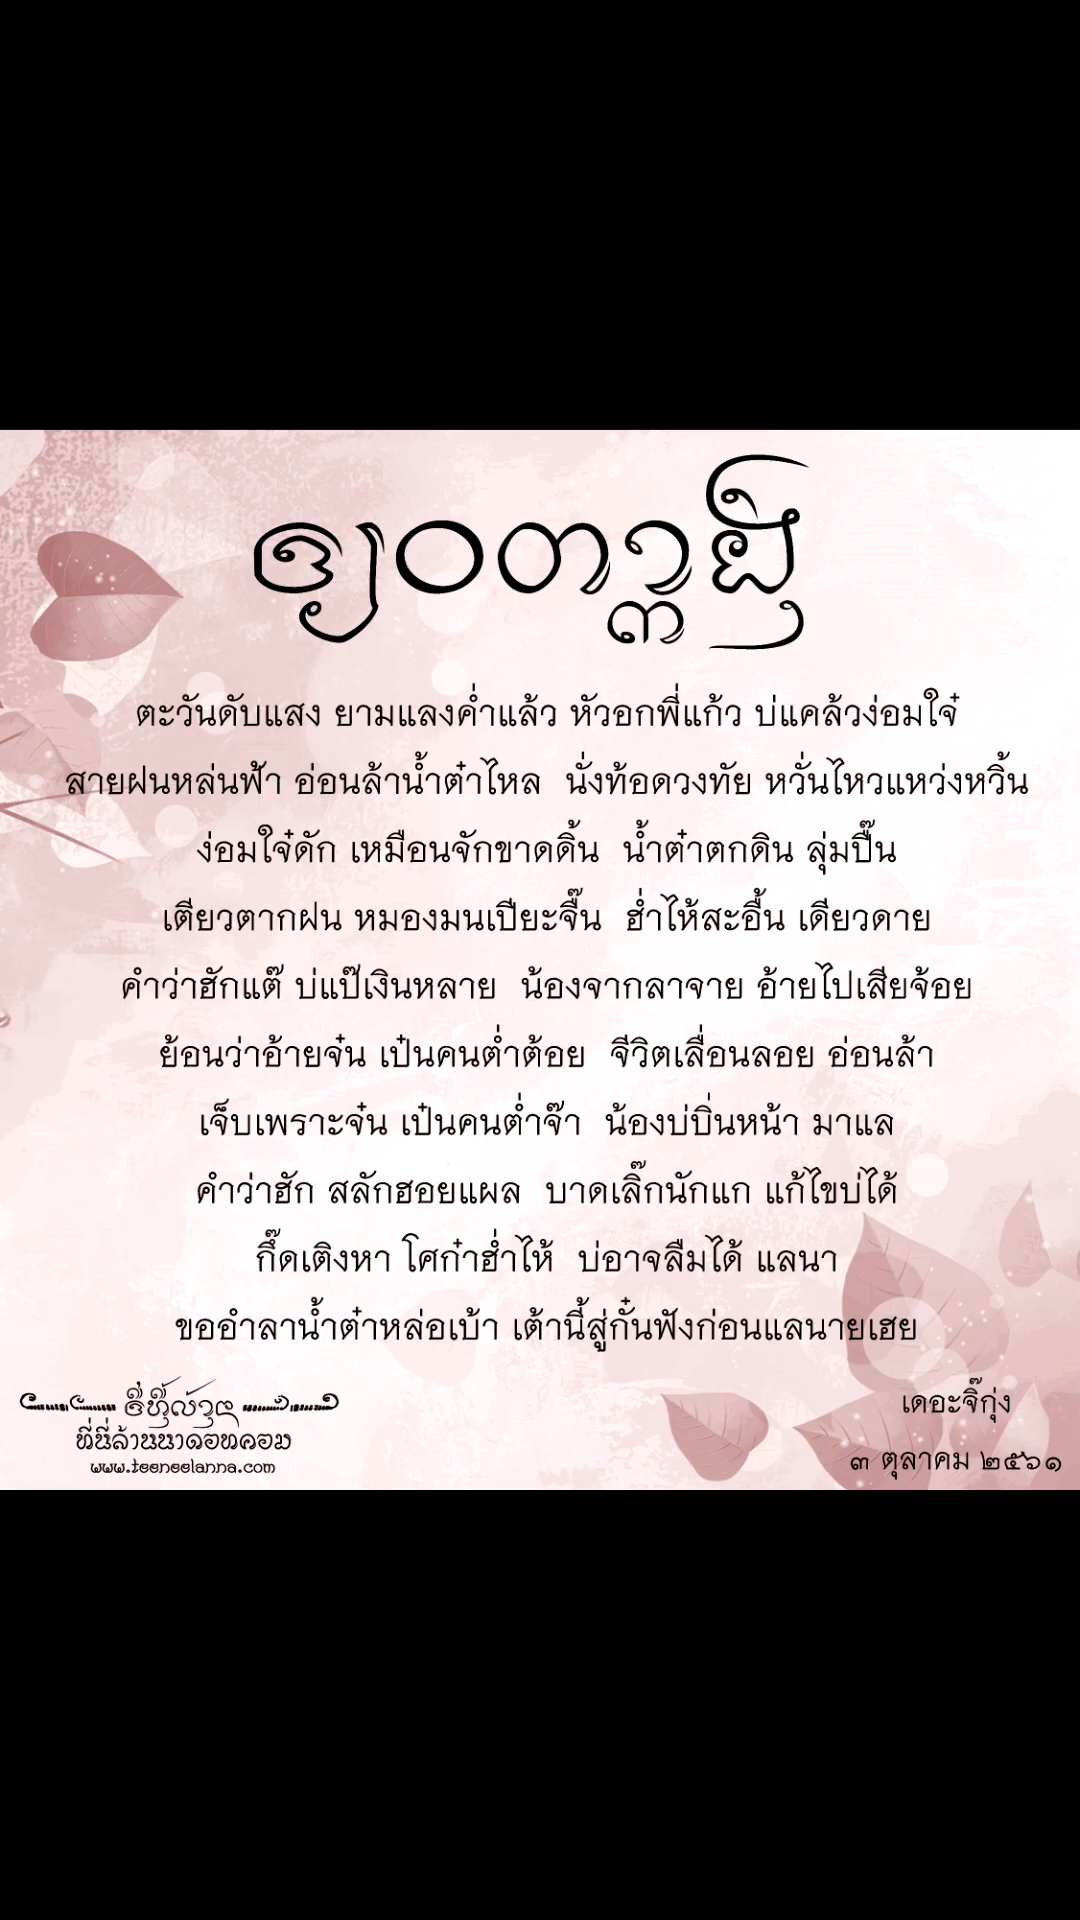 ᨴ᩠ᨿᩅᨲᩣ᩠ᨠᨺᩫ᩠ᨶ
ตะวันดับแสง ยามแลงค่ำแล้ว หัวอกพี่แก้ว บ่แคล้วง่อมใจ๋
สายฝนหล่นฟ้า อ่อนล้าน้ำต๋าไหล นั่งท้อดวงทัย หวั่นไหวแหว่งหวิ้น
ง่อมใจ๋ดัก เหมือนจักขาดดิ้น น้ำต๋าตกดิน ลุ่มปื๊น
เตียวตากฝน หมองมนเปียะจื๊น ฮ่ำไห้สะอื้น เดียวดาย
คำว่าฮักแต๊ บ่แป๊เงินหลาย น้องจากลาจาย อ้ายไปเสียจ้อย
ย้อนว่าอ้ายจ๋น เป๋นคนต่ำต้อย จีวิตเลื่อนลอย อ่อนล้า
เจ็บเพราะจ๋น เป๋นคนต่ำจ๊า น้องบ่บิ่นหน้า มาแล
คำว่าฮัก สลักฮอยแผล บาดเลิ๊กนักแก แก้ไขบ่ได้
กึ๊ดเติงหา โศก๋าฮ่ำไห้ บ่อาจลืมได้ แลนา
ขออำลาน้ำต๋าหล่อเบ้า เต้านี้สู่กั๋นฟังก่อนแลนายเฮย
ที่นี่ล้านนาดอทคอม
www.teeneelanna.com
เดอะจิ๊กุ่ง
๓ ตุลาคม ๒๕๖๑